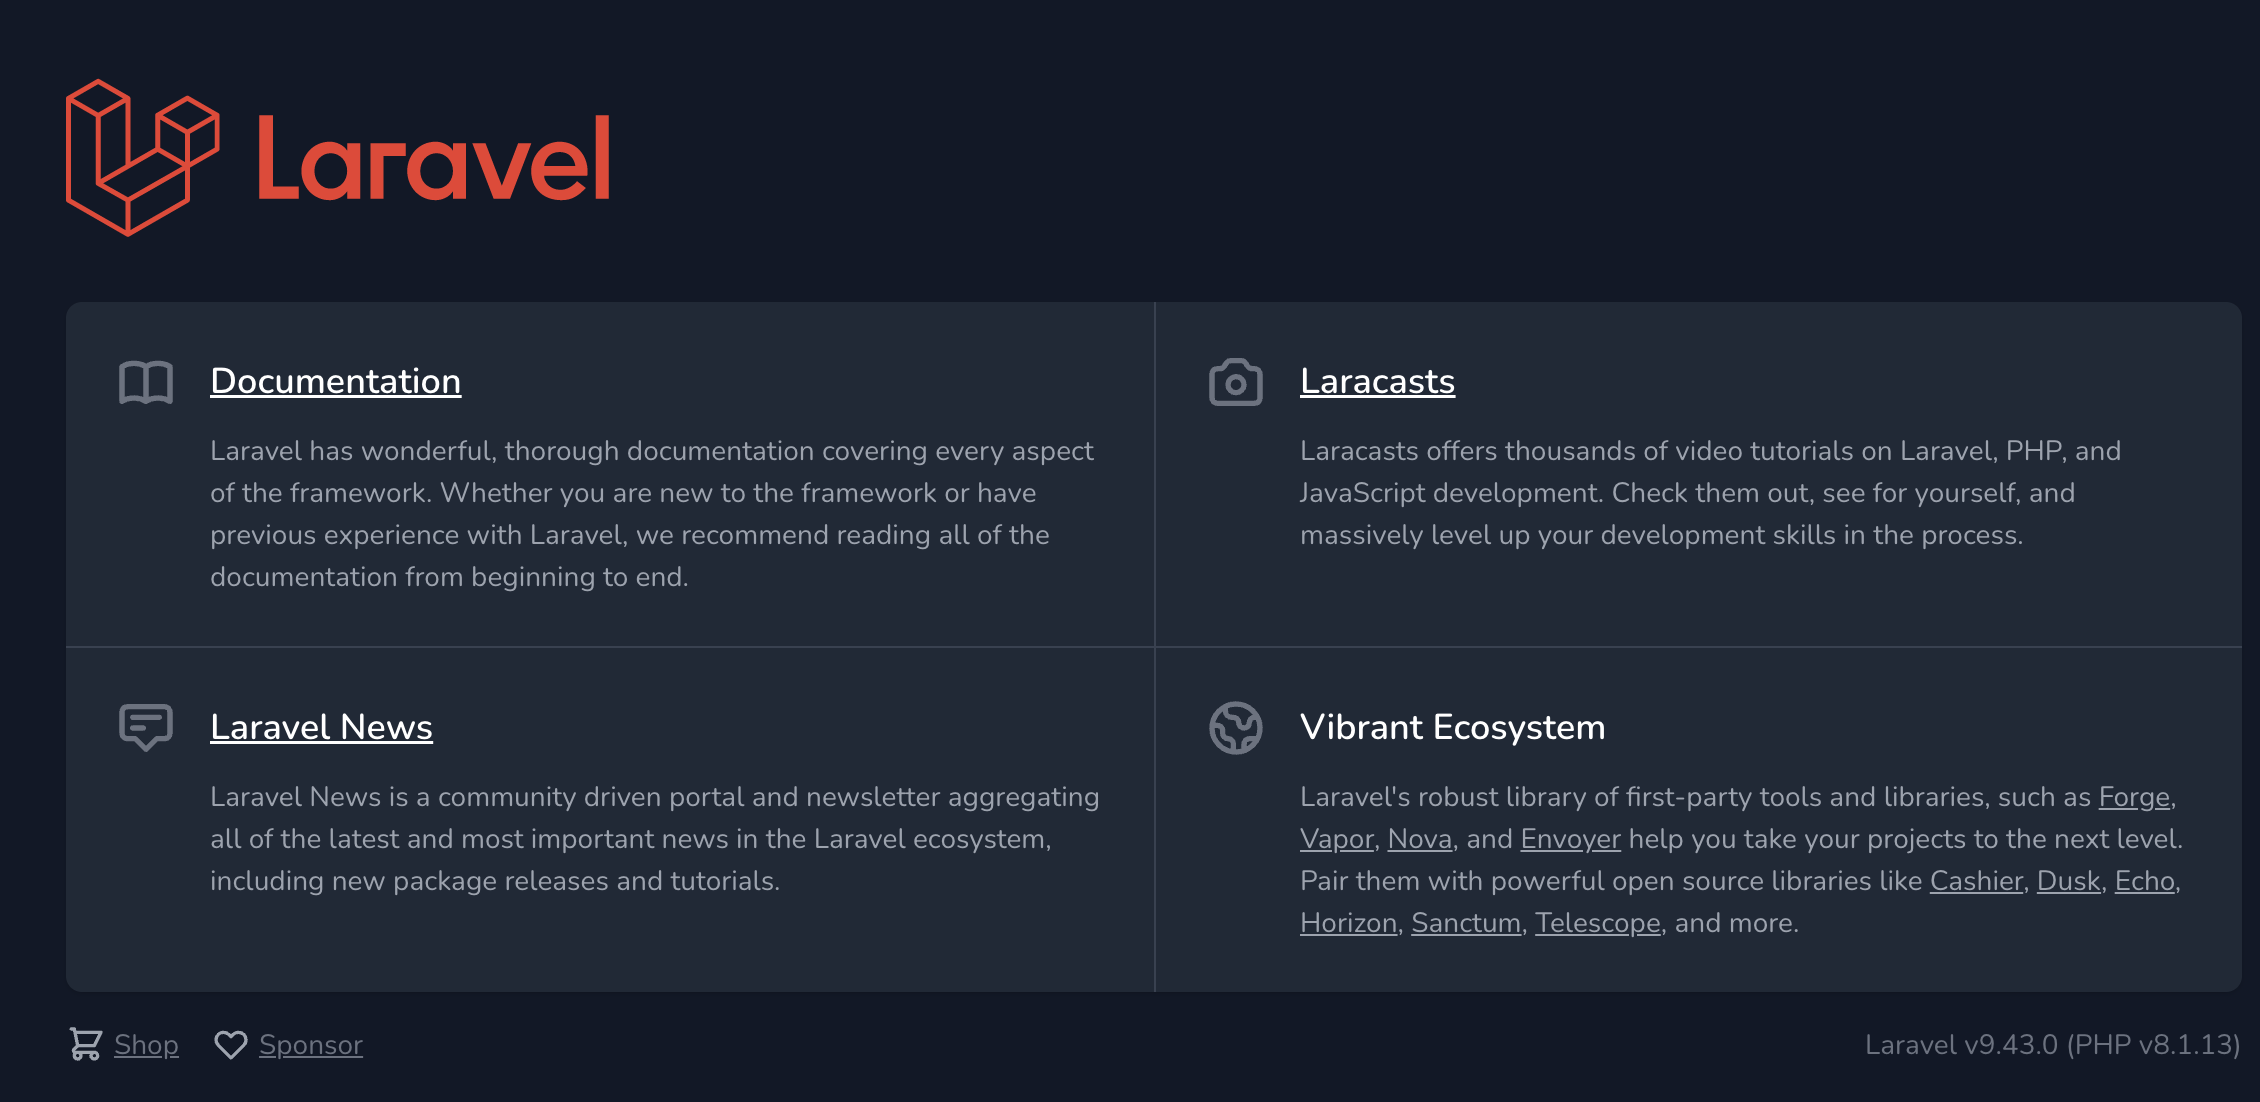 Laravel
Documentation
Laravel has wonderful, thorough documentation covering every aspect
of the framework. Whether you are new to the framework or have
previous experience with Laravel, we recommend reading all of the
documentation from beginning to end.
Laracasts
Laracasts offers thousands of video tutorials on Laravel, PHP, and
JavaScript development. Check them out, see for yourself, and
massively level up your development skills in the process.
Laravel News
Laravel News is a community driven portal and newsletter aggregating
all of the latest and most important news in the Laravel ecosystem,
including new package releases and tutorials.
Vibrant Ecosystem
Laravel's robust library of first-party tools and libraries, such as Forge,
Vapor, Nova, and Envoyer help you take your projects to the next level.
Pair them with powerful open source libraries like Cashier, Dusk, Echo,
Horizon, Sanctum, Telescope, and more.
Shop
Sponsor
Laravel v9.43.0 (PHP v8.1.13)